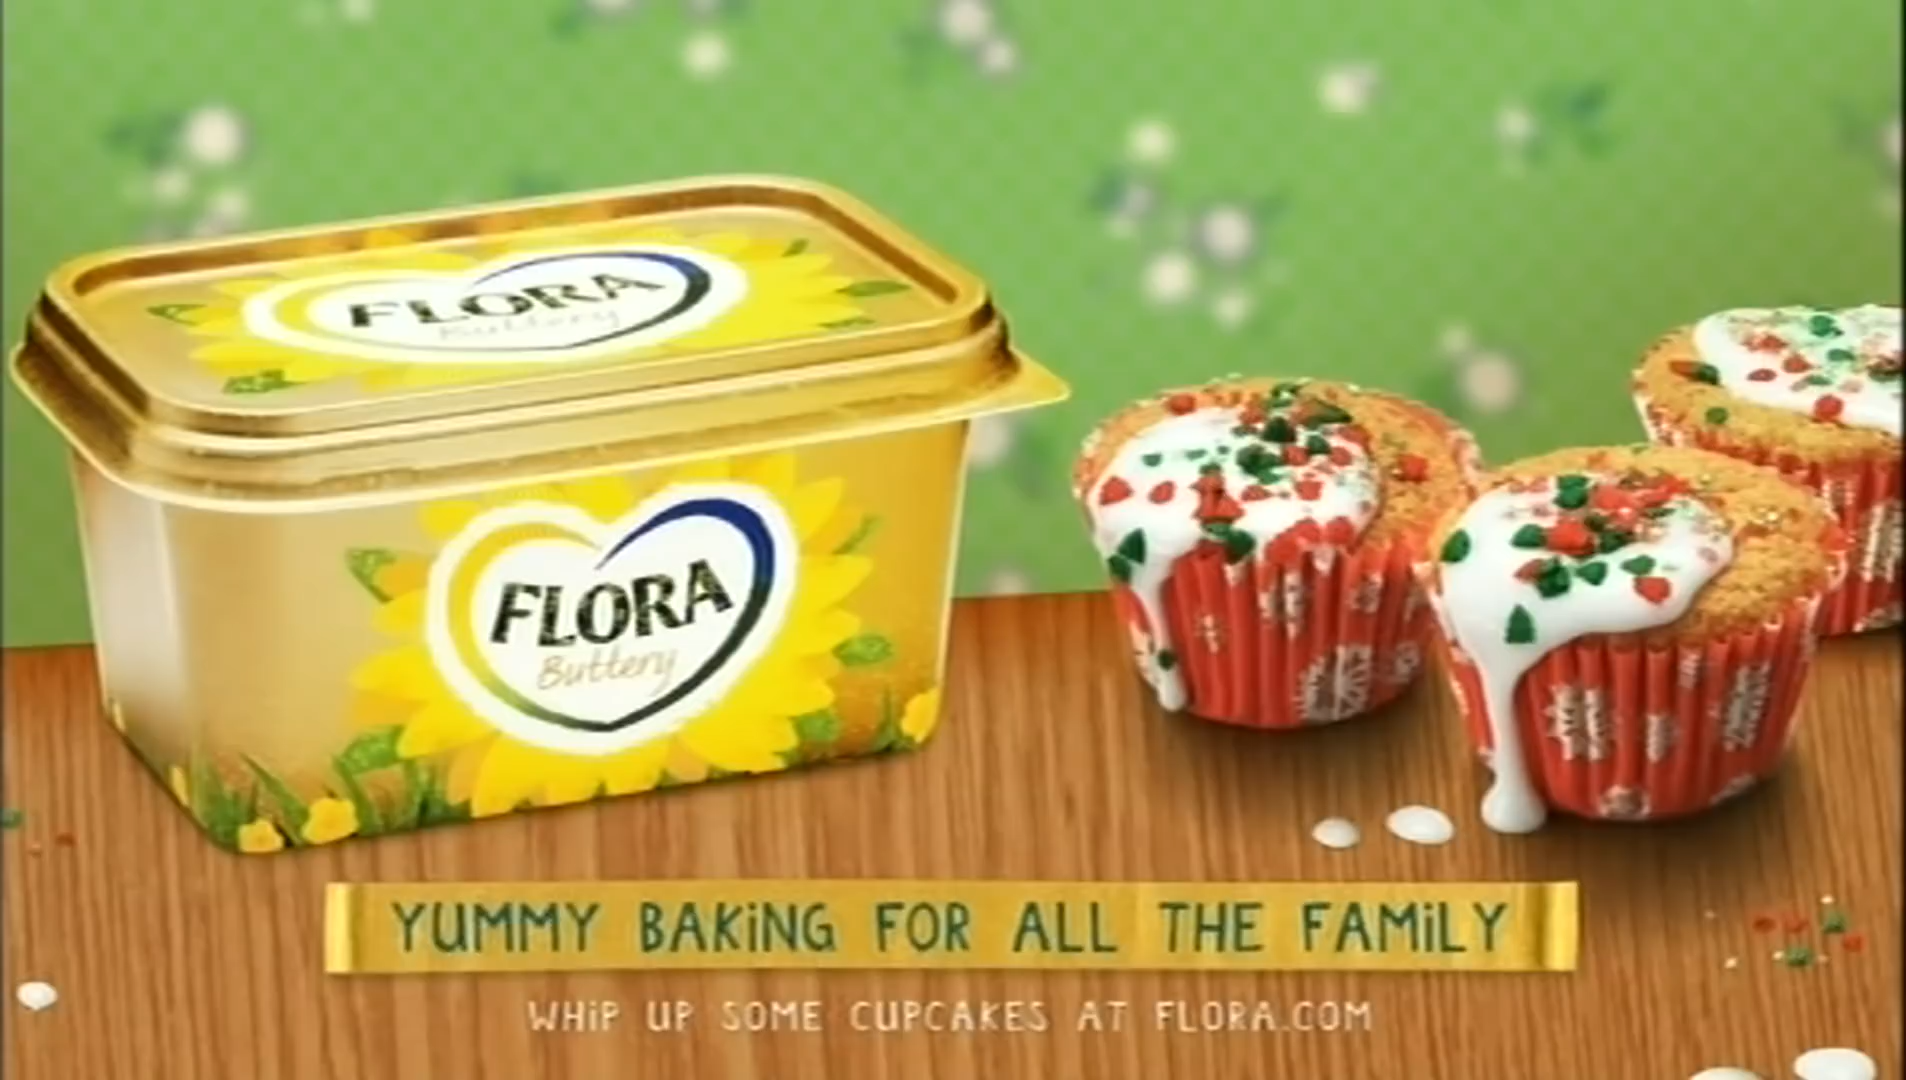 FLORA
Buttery
FLORA
Buttery
YUMMY BAKiNG FOR ALL THE FAMiLY
WHiP UP SOME CUPCAKES AT FLORA.COM